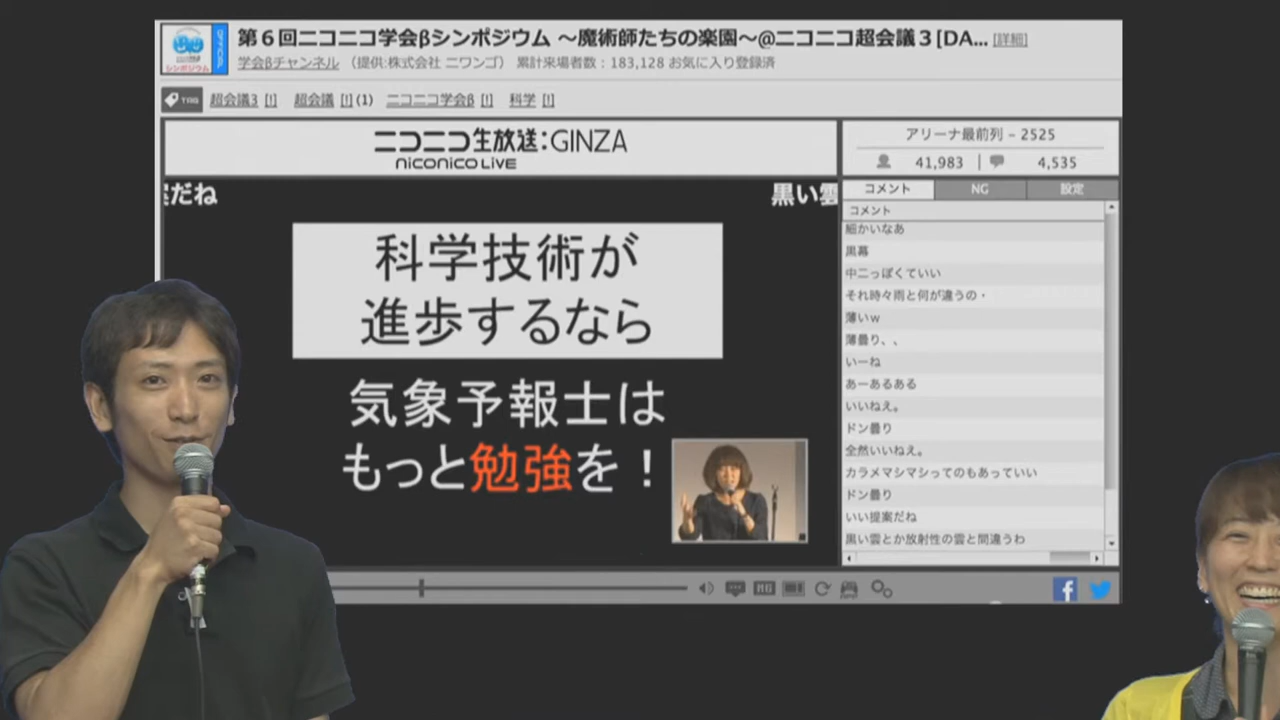 第６回ニコニコ学会βシンポジウム ～魔術師たちの楽園～@ニコニコ超会議３[DA... [詳細]
OFFICIAL
シンポジウム
学会βチャンネル （提供:株式会社 ニワンゴ） 累計来場者数：183,128 お気に入り登録済
TAG 超会議3 [!] 超会議 [!] (1) ニコニコ学会β [!] 科学 [!]
ニコニコ生放送：GINZA
niconico Live
アリーナ最前列 – 2525
41,983 | 4,535
だね
黒い雲
科学技術が
進歩するなら
気象予報士は
もっと勉強を！
コメント NG 設定
コメント
細かいなあ
黒幕
中二っぽくていい
それ時々雨と何が違うの・
薄いｗ
薄曇り、、
いーね
あーあるある
いいねえ。
ドン曇り
全然いいねえ。
カラメマシマシってのもあっていい
ドン曇り
いい提案だね
黒い雲とか放射性の雲と間違うわ
NG
f